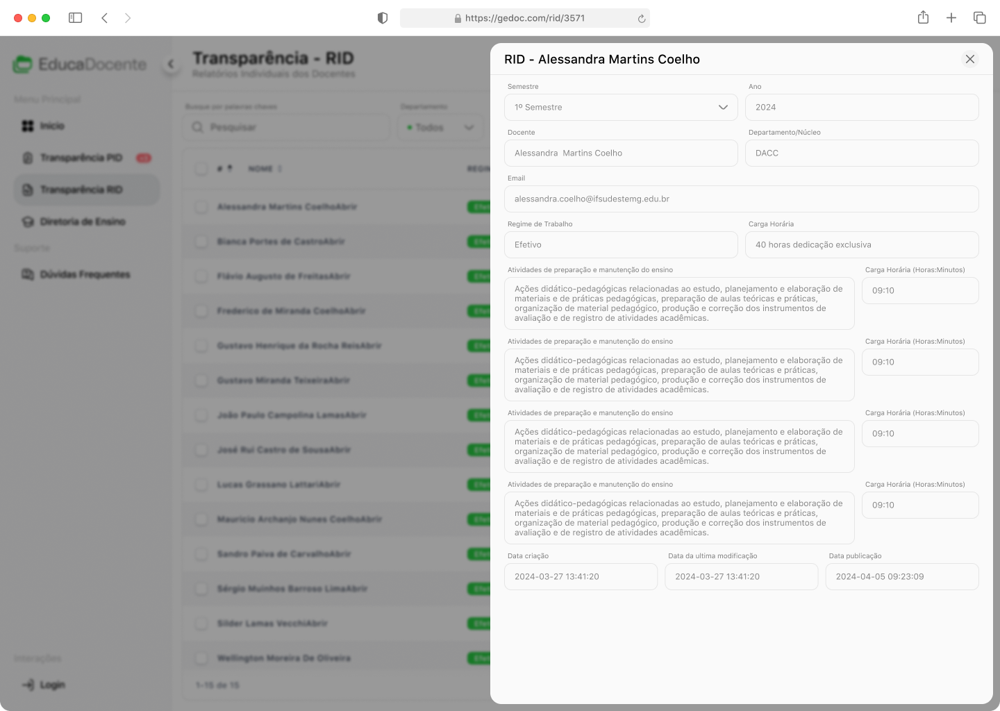 https://gedoc.com/rid/3571
EducaDocente
Menu Principal
Início
Transparência PID
Transparência RID
Diretoria de Ensino
Suporte
Dúvidas Frequentes
Interações
Login
Transparência - RID
Relatórios Individuais dos Docentes
Busque por palavras chaves
Departamento
Pesquisar
Todos
# NOME
Alessandra Martins CoelhoAbrir
Bianca Portes de CastroAbrir
Flávio Augusto de FreitasAbrir
Frederico de Miranda CoelhoAbrir
Gustavo Henrique da Rocha ReisAbrir
Gustavo Miranda TeixeiraAbrir
João Paulo Campolina LamasAbrir
José Rui Castro de SousaAbrir
Lucas Grassano LattariAbrir
Mauricio Archanjo Nunes CoelhoAbrir
Sandro Paiva de CarvalhoAbrir
Sérgio Muinhos Barroso LimaAbrir
Silder Lamas VecchiAbrir
Wellington Moreira De Oliveira
1-15 de 15
RID - Alessandra Martins Coelho
Semestre
Ano
1º Semestre
2024
Docente
Departamento/Núcleo
Alessandra Martins Coelho
DACC
Email
alessandra.coelho@ifsudestemg.edu.br
Regime de Trabalho
Carga Horária
Efetivo
40 horas dedicação exclusiva
Atividades de preparação e manutenção do ensino
Carga Horária (Horas:Minutos)
Ações didático-pedagógicas relacionadas ao estudo, planejamento e elaboração de
materiais e de práticas pedagógicas, preparação de aulas teóricas e práticas,
organização de material pedagógico, produção e correção dos instrumentos de
avaliação e de registro de atividades acadêmicas.
09:10
Atividades de preparação e manutenção do ensino
Carga Horária (Horas:Minutos)
Ações didático-pedagógicas relacionadas ao estudo, planejamento e elaboração de
materiais e de práticas pedagógicas, preparação de aulas teóricas e práticas,
organização de material pedagógico, produção e correção dos instrumentos de
avaliação e de registro de atividades acadêmicas.
09:10
Atividades de preparação e manutenção do ensino
Carga Horária (Horas:Minutos)
Ações didático-pedagógicas relacionadas ao estudo, planejamento e elaboração de
materiais e de práticas pedagógicas, preparação de aulas teóricas e práticas,
organização de material pedagógico, produção e correção dos instrumentos de
avaliação e de registro de atividades acadêmicas.
09:10
Atividades de preparação e manutenção do ensino
Carga Horária (Horas:Minutos)
Ações didático-pedagógicas relacionadas ao estudo, planejamento e elaboração de
materiais e de práticas pedagógicas, preparação de aulas teóricas e práticas,
organização de material pedagógico, produção e correção dos instrumentos de
avaliação e de registro de atividades acadêmicas.
09:10
Data criação
Data da ultima modificação
Data publicação
2024-03-27 13:41:20
2024-03-27 13:41:20
2024-04-05 09:23:09